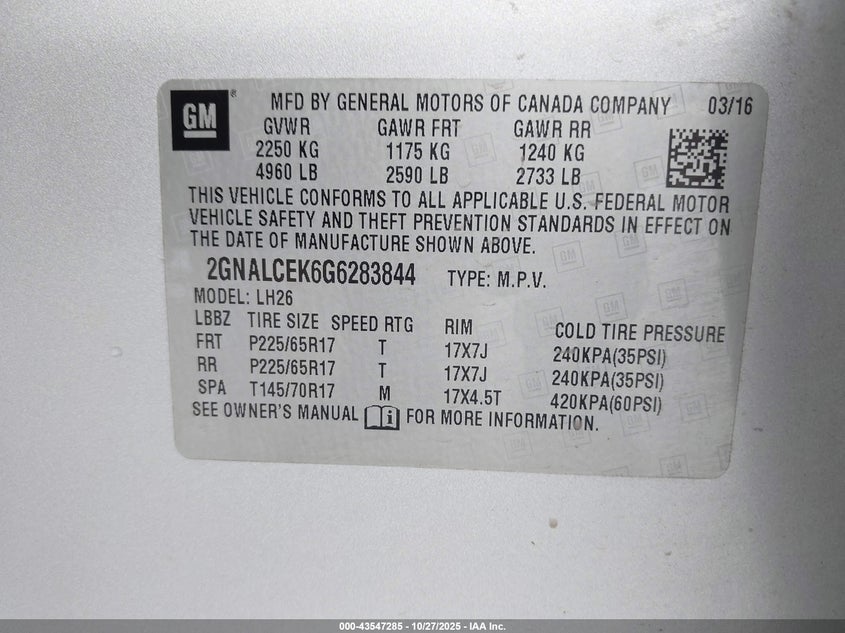 GM ® MFD BY GENERAL MOTORS OF CANADA COMPANY 03/16
GVWR GAWR FRT GAWR RR
2250 KG 1175 KG 1240 KG
4960 LB 2590 LB 2733 LB
THIS VEHICLE CONFORMS TO ALL APPLICABLE U.S. FEDERAL MOTOR
VEHICLE SAFETY AND THEFT PREVENTION STANDARDS IN EFFECT ON
THE DATE OF MANUFACTURE SHOWN ABOVE.
2GNALCEK6G6283844 TYPE: M.P.V.
MODEL: LH26
LBBZ TIRE SIZE SPEED RTG RIM COLD TIRE PRESSURE
FRT P225/65R17 T 17X7J 240KPA(35PSI)
RR P225/65R17 T 17X7J 240KPA(35PSI)
SPA T145/70R17 M 17X4.5T 420KPA(60PSI)
SEE OWNER'S MANUAL i FOR MORE INFORMATION.
000-43547285 - 10/27/2025 - IAA Inc.